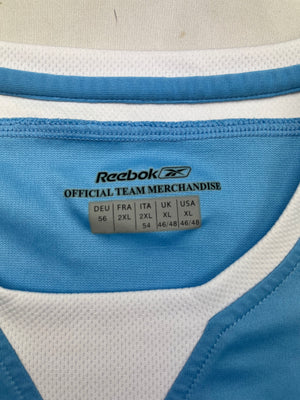 Reebok
OFFICIAL TEAM MERCHANDISE
DEU FRA ITA UK USA
56 2XL 2XL XL XL
54 46/48 46/48